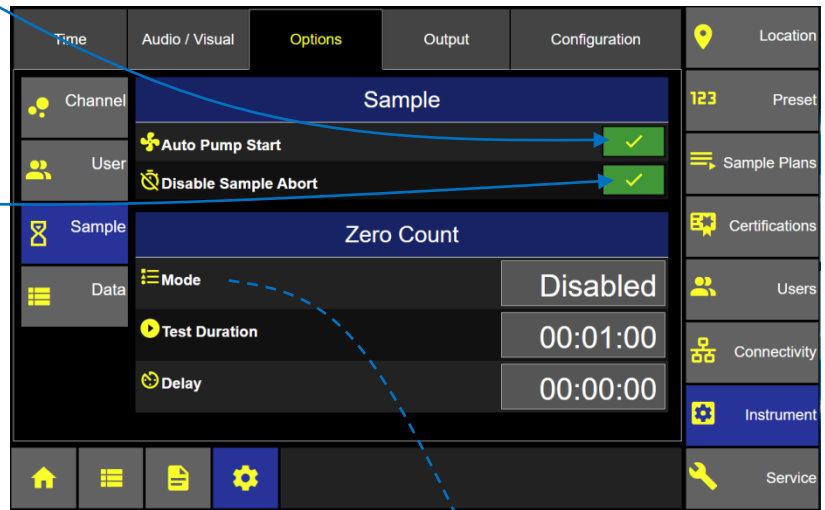 Time
Audio / Visual
Options
Output
Configuration
Channel
User
Sample
Data
Sample
Auto Pump Start
Disable Sample Abort
Zero Count
Mode
Disabled
Test Duration
00:01:00
Delay
00:00:00
Location
123
Preset
Sample Plans
Certifications
Users
Connectivity
Instrument
Service